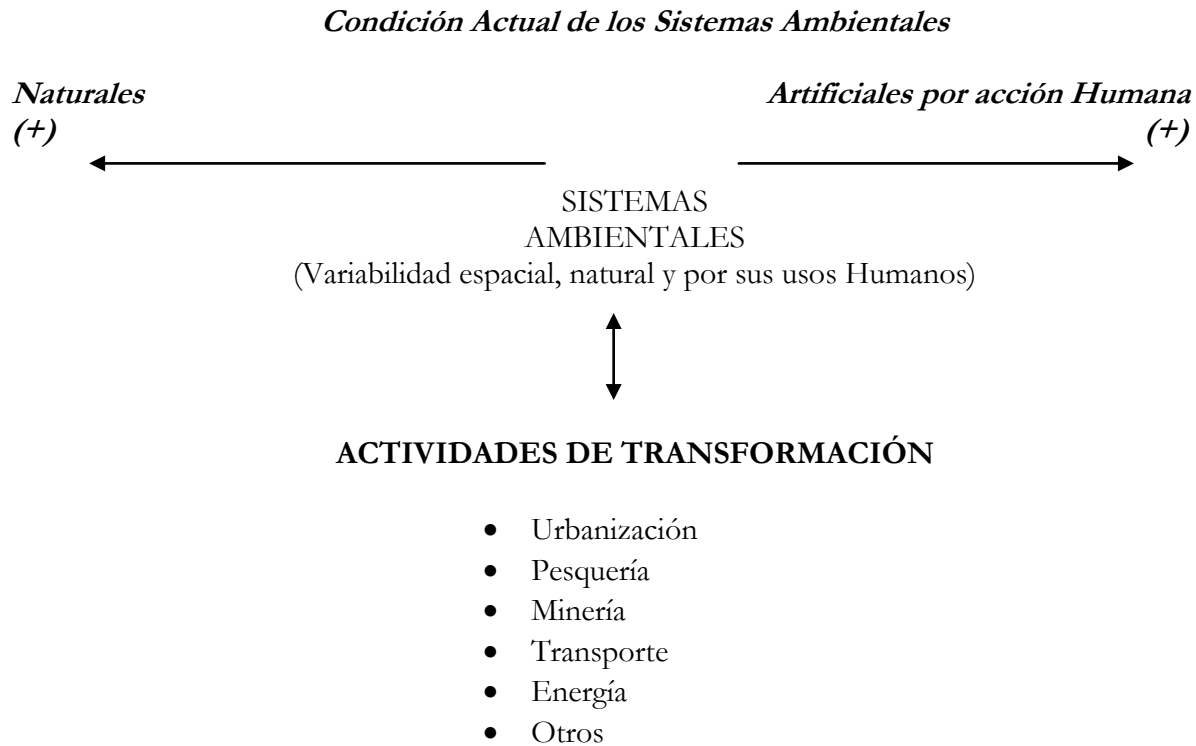 Condición Actual de los Sistemas Ambientales
Naturales
(+)
Artificiales por acción Humana
(+)
SISTEMAS
AMBIENTALES
(Variabilidad espacial, natural y por sus usos Humanos)
ACTIVIDADES DE TRANSFORMACIÓN
• Urbanización
• Pesquería
• Minería
• Transporte
• Energía
• Otros